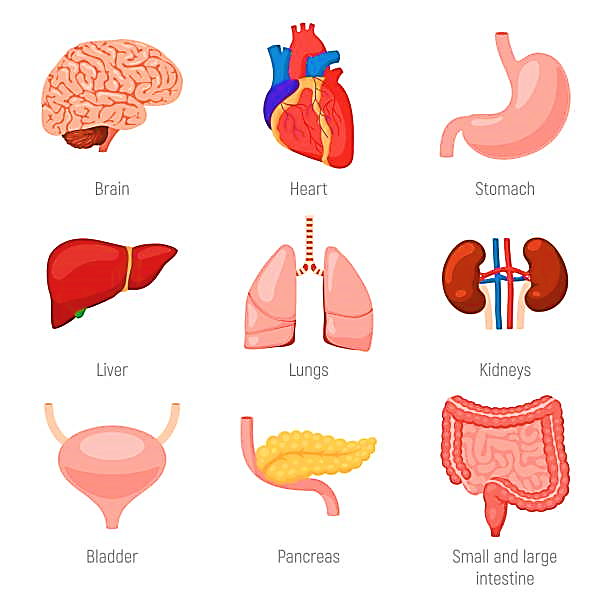 Brain
Heart
Stomach
Liver
Lungs
Kidneys
Bladder
Pancreas
Small and large
intestine